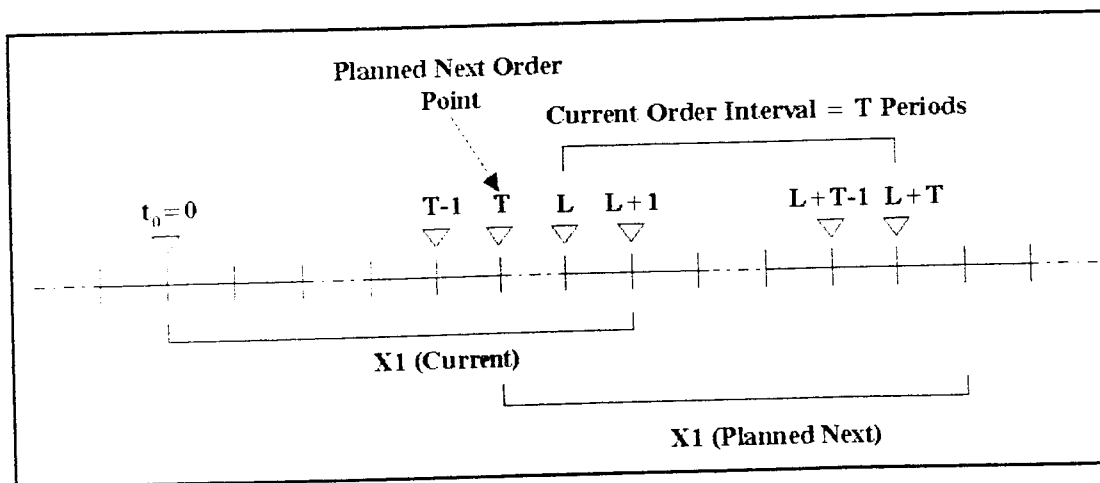 Planned Next Order
Point
Current Order Interval = T Periods
t₀=0
T-1 T L L+1 L+T-1 L+T
X1 (Current)
X1 (Planned Next)